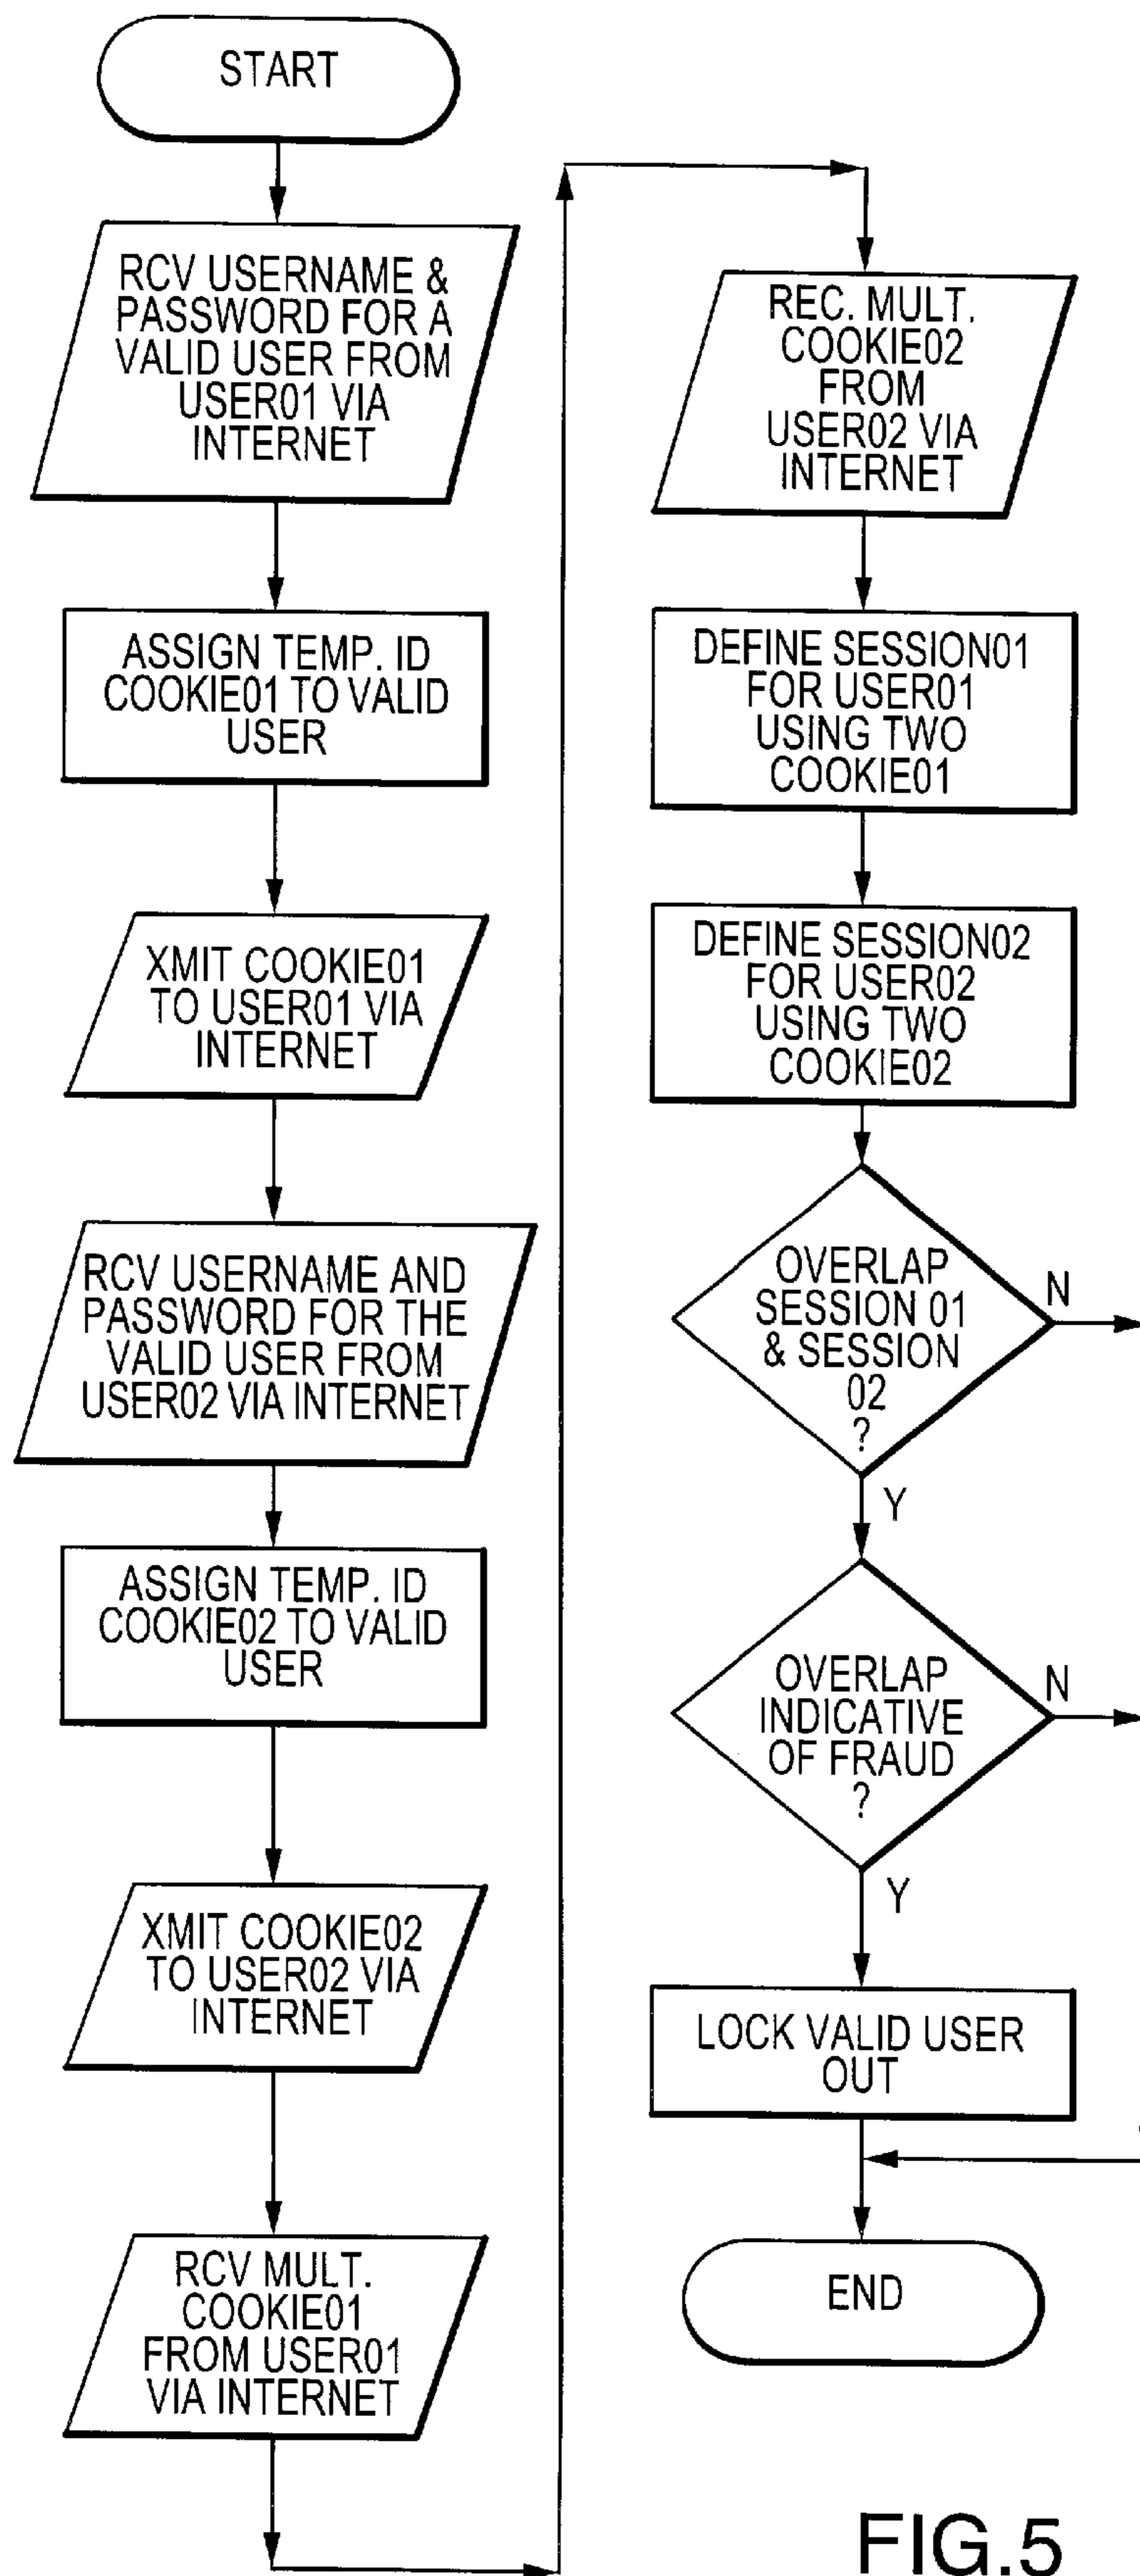 START
RCV USERNAME &
PASSWORD FOR A
VALID USER FROM
USER01 VIA
INTERNET
ASSIGN TEMP. ID
COOKIE01 TO VALID
USER
XMIT COOKIE01
TO USER01 VIA
INTERNET
RCV USERNAME AND
PASSWORD FOR THE
VALID USER FROM
USER02 VIA INTERNET
ASSIGN TEMP. ID
COOKIE02 TO VALID
USER
XMIT COOKIE02
TO USER02 VIA
INTERNET
RCV MULT.
COOKIE01
FROM USER01
VIA INTERNET
REC. MULT.
COOKIE02
FROM
USER02 VIA
INTERNET
DEFINE SESSION01
FOR USER01
USING TWO
COOKIE01
DEFINE SESSION02
FOR USER02
USING TWO
COOKIE02
OVERLAP
SESSION 01
& SESSION
02
?
N
Y
OVERLAP
INDICATIVE
OF FRAUD
?
N
Y
LOCK VALID USER
OUT
END
FIG.5